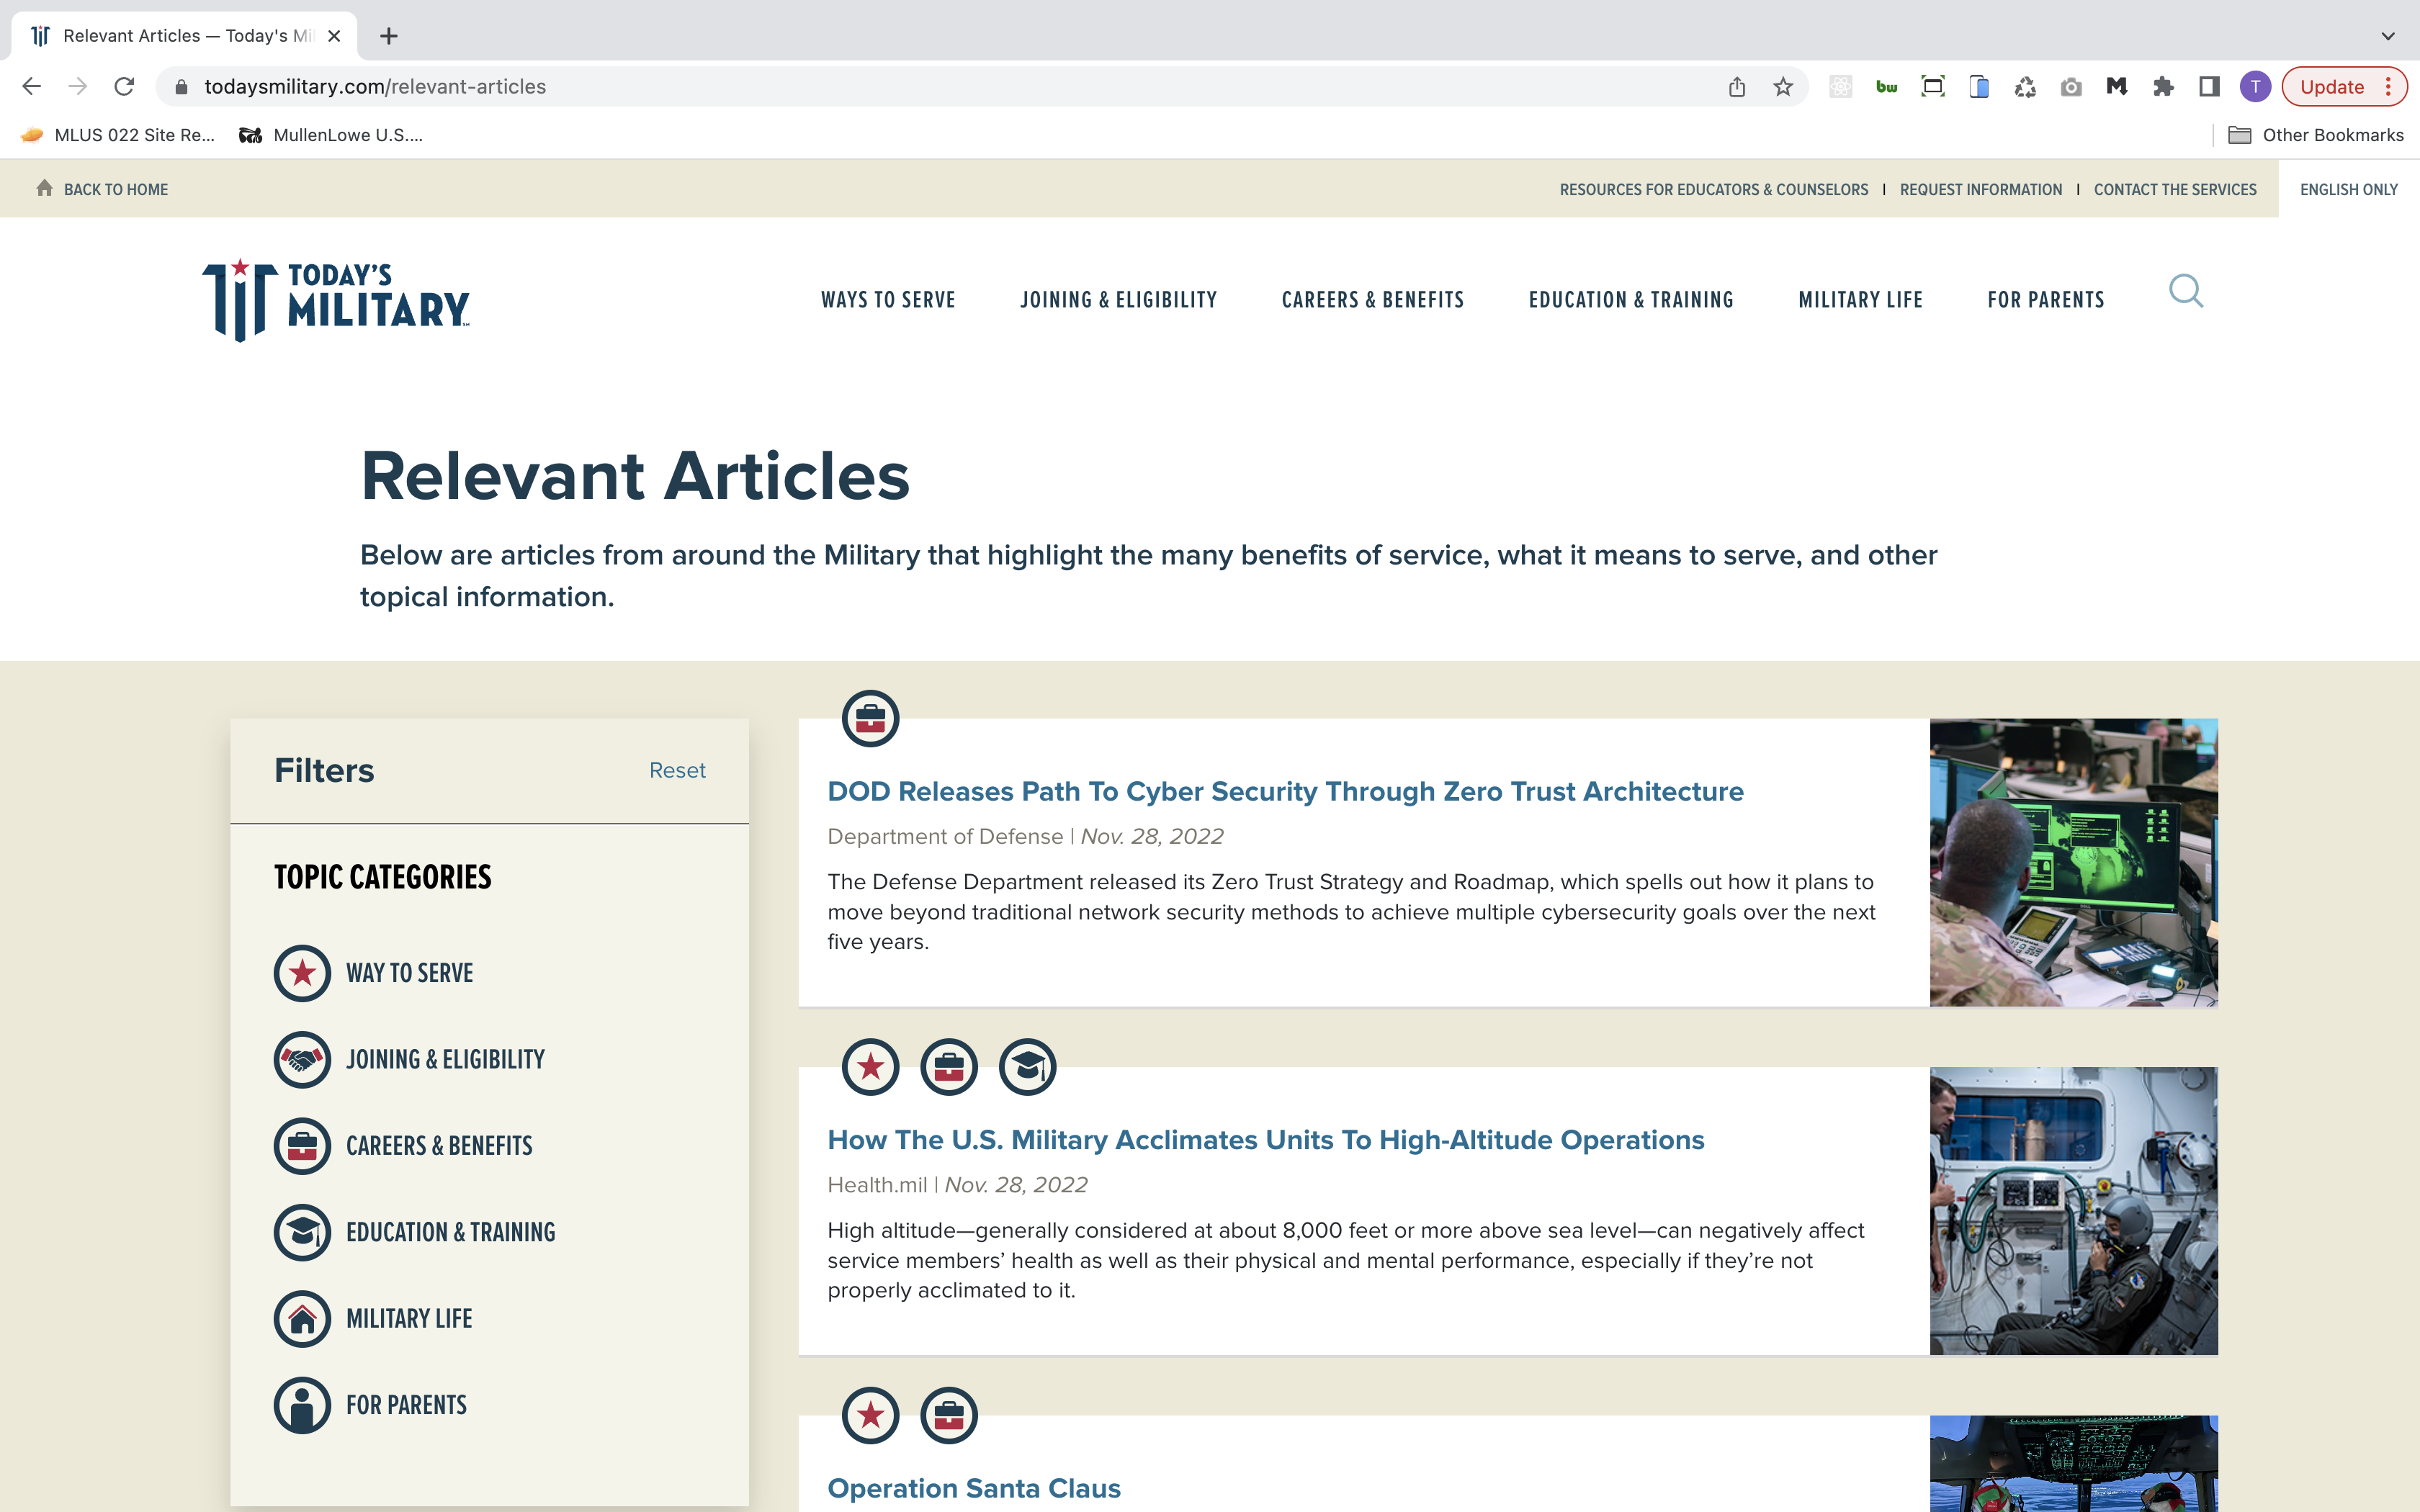 Relevant Articles — Today's Mi
todaysmilitary.com/relevant-articles
bw
T
Update
MLUS 022 Site Re...
MullenLowe U.S....
Other Bookmarks
BACK TO HOME
RESOURCES FOR EDUCATORS & COUNSELORS | REQUEST INFORMATION | CONTACT THE SERVICES
ENGLISH ONLY
TODAY'S
MILITARY
WAYS TO SERVE
JOINING & ELIGIBILITY
CAREERS & BENEFITS
EDUCATION & TRAINING
MILITARY LIFE
FOR PARENTS
Relevant Articles
Below are articles from around the Military that highlight the many benefits of service, what it means to serve, and other
topical information.
Filters
Reset
TOPIC CATEGORIES
WAY TO SERVE
JOINING & ELIGIBILITY
CAREERS & BENEFITS
EDUCATION & TRAINING
MILITARY LIFE
FOR PARENTS
DOD Releases Path To Cyber Security Through Zero Trust Architecture
Department of Defense | Nov. 28, 2022
The Defense Department released its Zero Trust Strategy and Roadmap, which spells out how it plans to
move beyond traditional network security methods to achieve multiple cybersecurity goals over the next
five years.
How The U.S. Military Acclimates Units To High-Altitude Operations
Health.mil | Nov. 28, 2022
High altitude—generally considered at about 8,000 feet or more above sea level—can negatively affect
service members’ health as well as their physical and mental performance, especially if they’re not
properly acclimated to it.
Operation Santa Claus